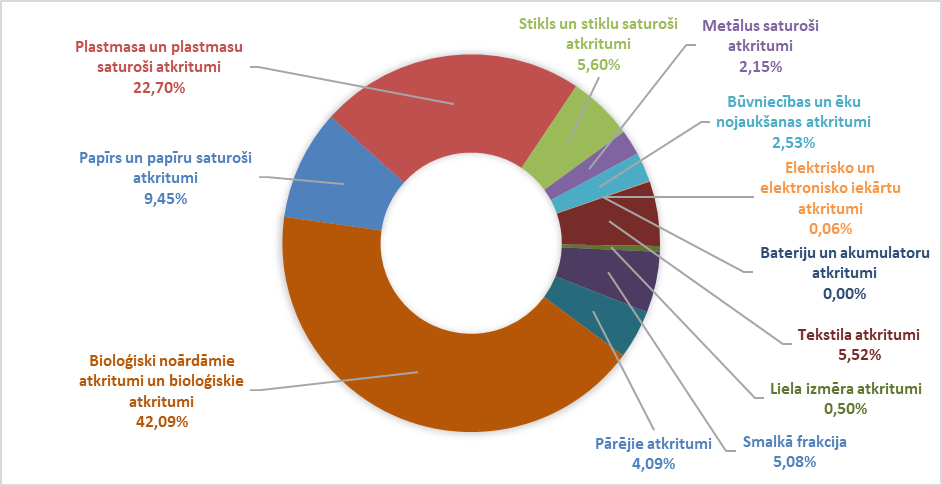 Plastmasa un plastmasu
saturoši atkritumi
22,70%
Stikls un stiklu saturoši
atkritumi
5,60%
Metālus saturoši
atkritumi
2,15%
Būvniecības un ēku
nojaukšanas atkritumi
2,53%
Papīrs un papīru saturoši
atkritumi
9,45%
Elektrisko un
elektronisko iekārtu
atkritumi
0,06%
Bateriju un akumulatoru
atkritumi
0,00%
Tekstila atkritumi
5,52%
Bioloģiski noārdāmie
atkritumi un bioloģiskie
atkritumi
42,09%
Liela izmēra atkritumi
0,50%
Pārējie atkritumi
4,09%
Smalkā frakcija
5,08%